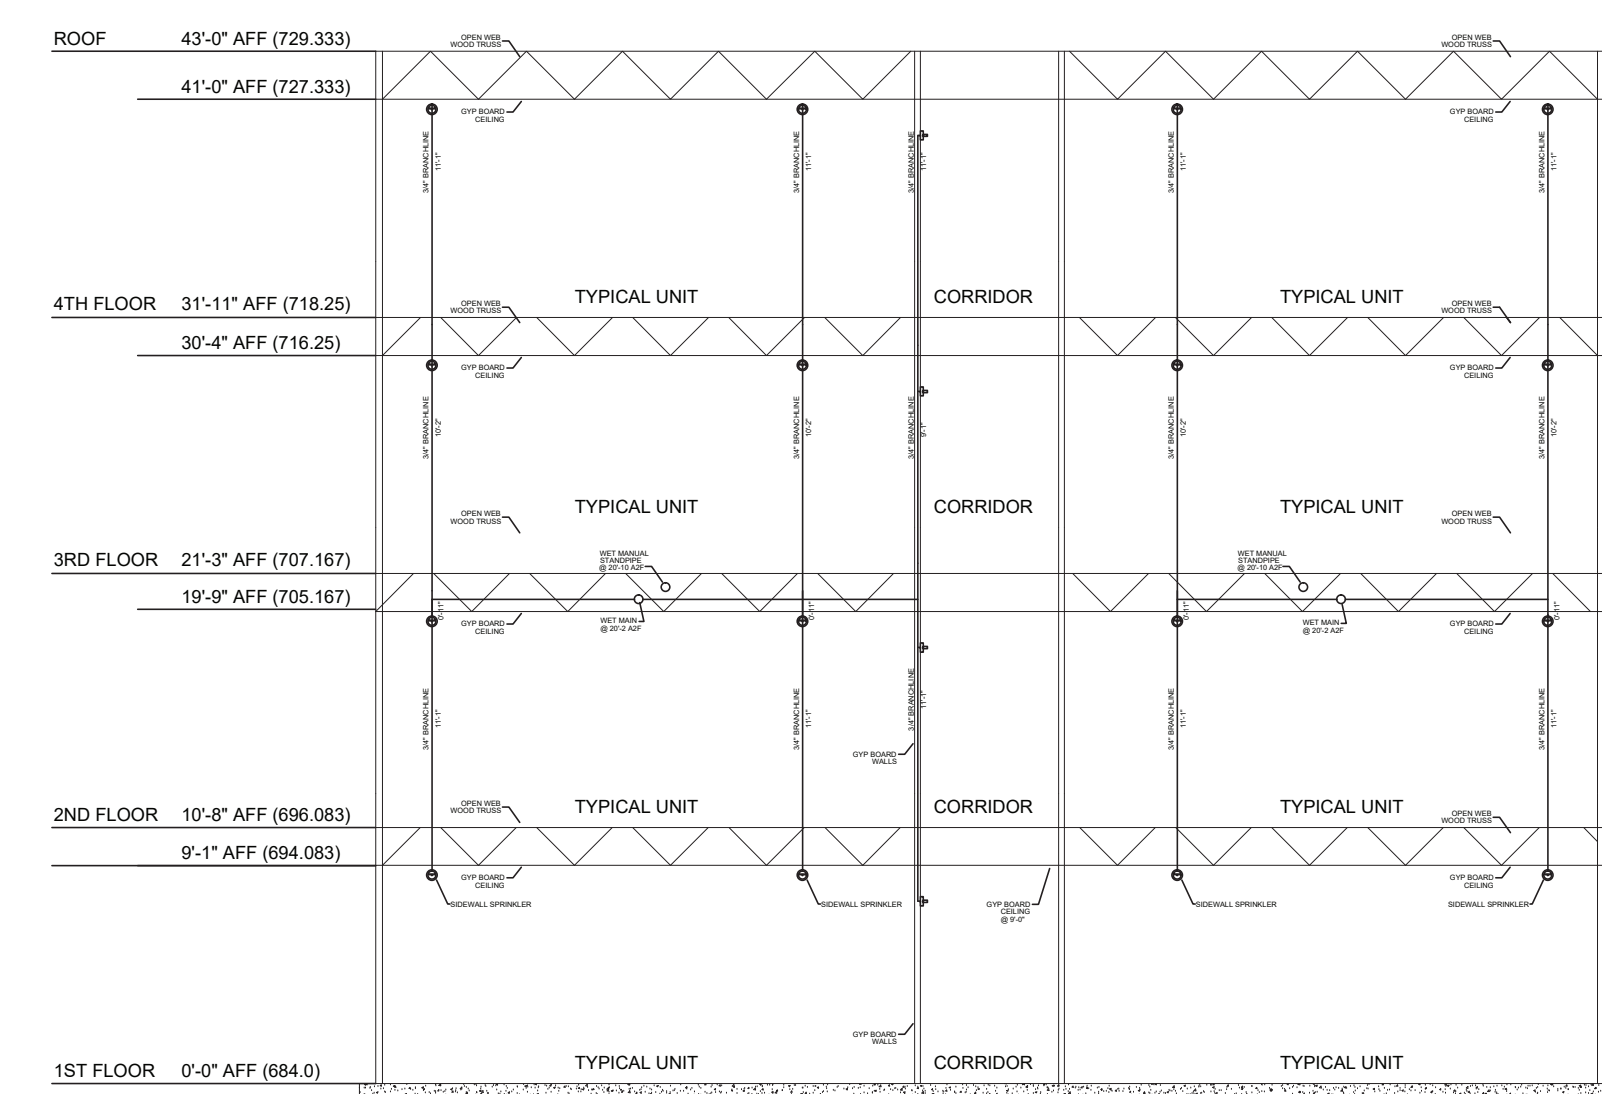 ROOF 43'-0" AFF (729.333)
OPEN WEB
WOOD TRUSS
OPEN WEB
WOOD TRUSS
41'-0" AFF (727.333)
GYP BOARD
CEILING
GYP BOARD
CEILING
3/4" BRANCHLINE
11'-1"
3/4" BRANCHLINE
11'-1"
3/4" BRANCHLINE
11'-1"
3/4" BRANCHLINE
11'-1"
3/4" BRANCHLINE
11'-1"
TYPICAL UNIT
CORRIDOR
TYPICAL UNIT
4TH FLOOR 31'-11" AFF (718.25)
OPEN WEB
WOOD TRUSS
OPEN WEB
WOOD TRUSS
30'-4" AFF (716.25)
GYP BOARD
CEILING
GYP BOARD
CEILING
3/4" BRANCHLINE
10'-2"
3/4" BRANCHLINE
10'-2"
3/4" BRANCHLINE
9'-1"
3/4" BRANCHLINE
10'-2"
3/4" BRANCHLINE
10'-2"
TYPICAL UNIT
CORRIDOR
TYPICAL UNIT
OPEN WEB
WOOD TRUSS
OPEN WEB
WOOD TRUSS
3RD FLOOR 21'-3" AFF (707.167)
WET MANUAL
STANDPIPE
@ 20'-10 A2F
WET MANUAL
STANDPIPE
@ 20'-10 A2F
19'-9" AFF (705.167)
0'-11"
0'-11"
0'-11"
0'-11"
GYP BOARD
CEILING
WET MAIN
@ 20'-2 A2F
WET MAIN
@ 20'-2 A2F
GYP BOARD
CEILING
3/4" BRANCHLINE
11'-1"
3/4" BRANCHLINE
11'-1"
3/4" BRANCHLINE
11'-1"
3/4" BRANCHLINE
11'-1"
3/4" BRANCHLINE
11'-1"
GYP BOARD
WALLS
2ND FLOOR 10'-8" AFF (696.083)
OPEN WEB
WOOD TRUSS
TYPICAL UNIT
CORRIDOR
TYPICAL UNIT
OPEN WEB
WOOD TRUSS
9'-1" AFF (694.083)
GYP BOARD
CEILING
GYP BOARD
CEILING
SIDEWALL SPRINKLER
SIDEWALL SPRINKLER
GYP BOARD
CEILING
@ 9'-0"
SIDEWALL SPRINKLER
SIDEWALL SPRINKLER
GYP BOARD
WALLS
1ST FLOOR 0'-0" AFF (684.0)
TYPICAL UNIT
CORRIDOR
TYPICAL UNIT